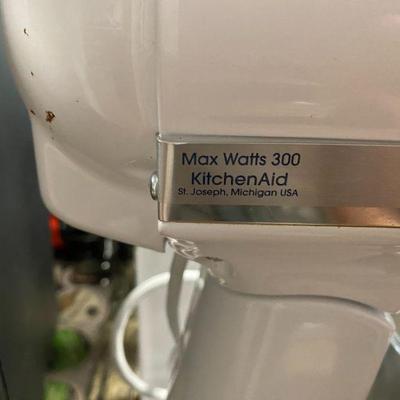 Max Watts 300
KitchenAid
St. Joseph, Michigan USA